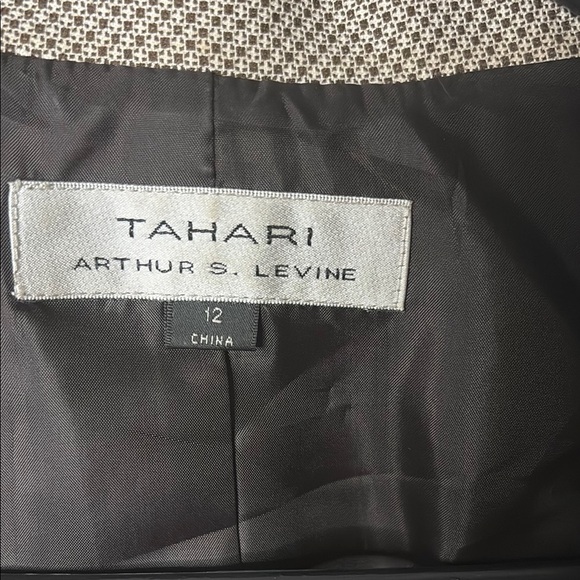 TAHARI
ARTHUR S. LEVINE
12
CHINA